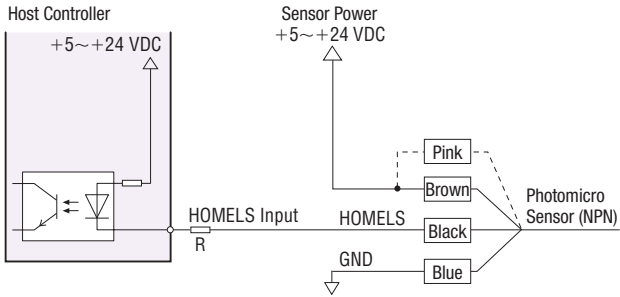 Host Controller
+5~+24 VDC
Sensor Power
+5~+24 VDC
Pink
Brown
Photomicro
Sensor (NPN)
HOMELS Input
R
HOMELS
Black
GND
Blue